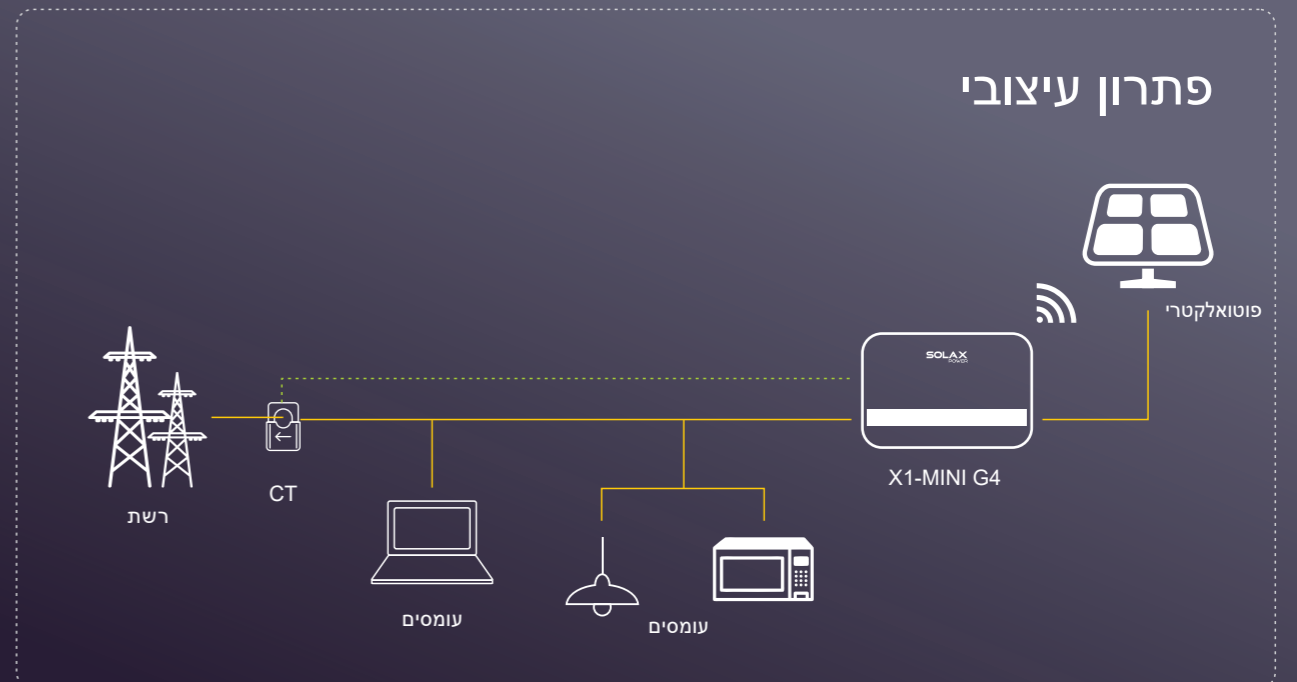 פתרון עיצובי
פוטואלקטרי
SOLAX
POWER
X1-MINI G4
CT
רשת
עומסים
עומסים